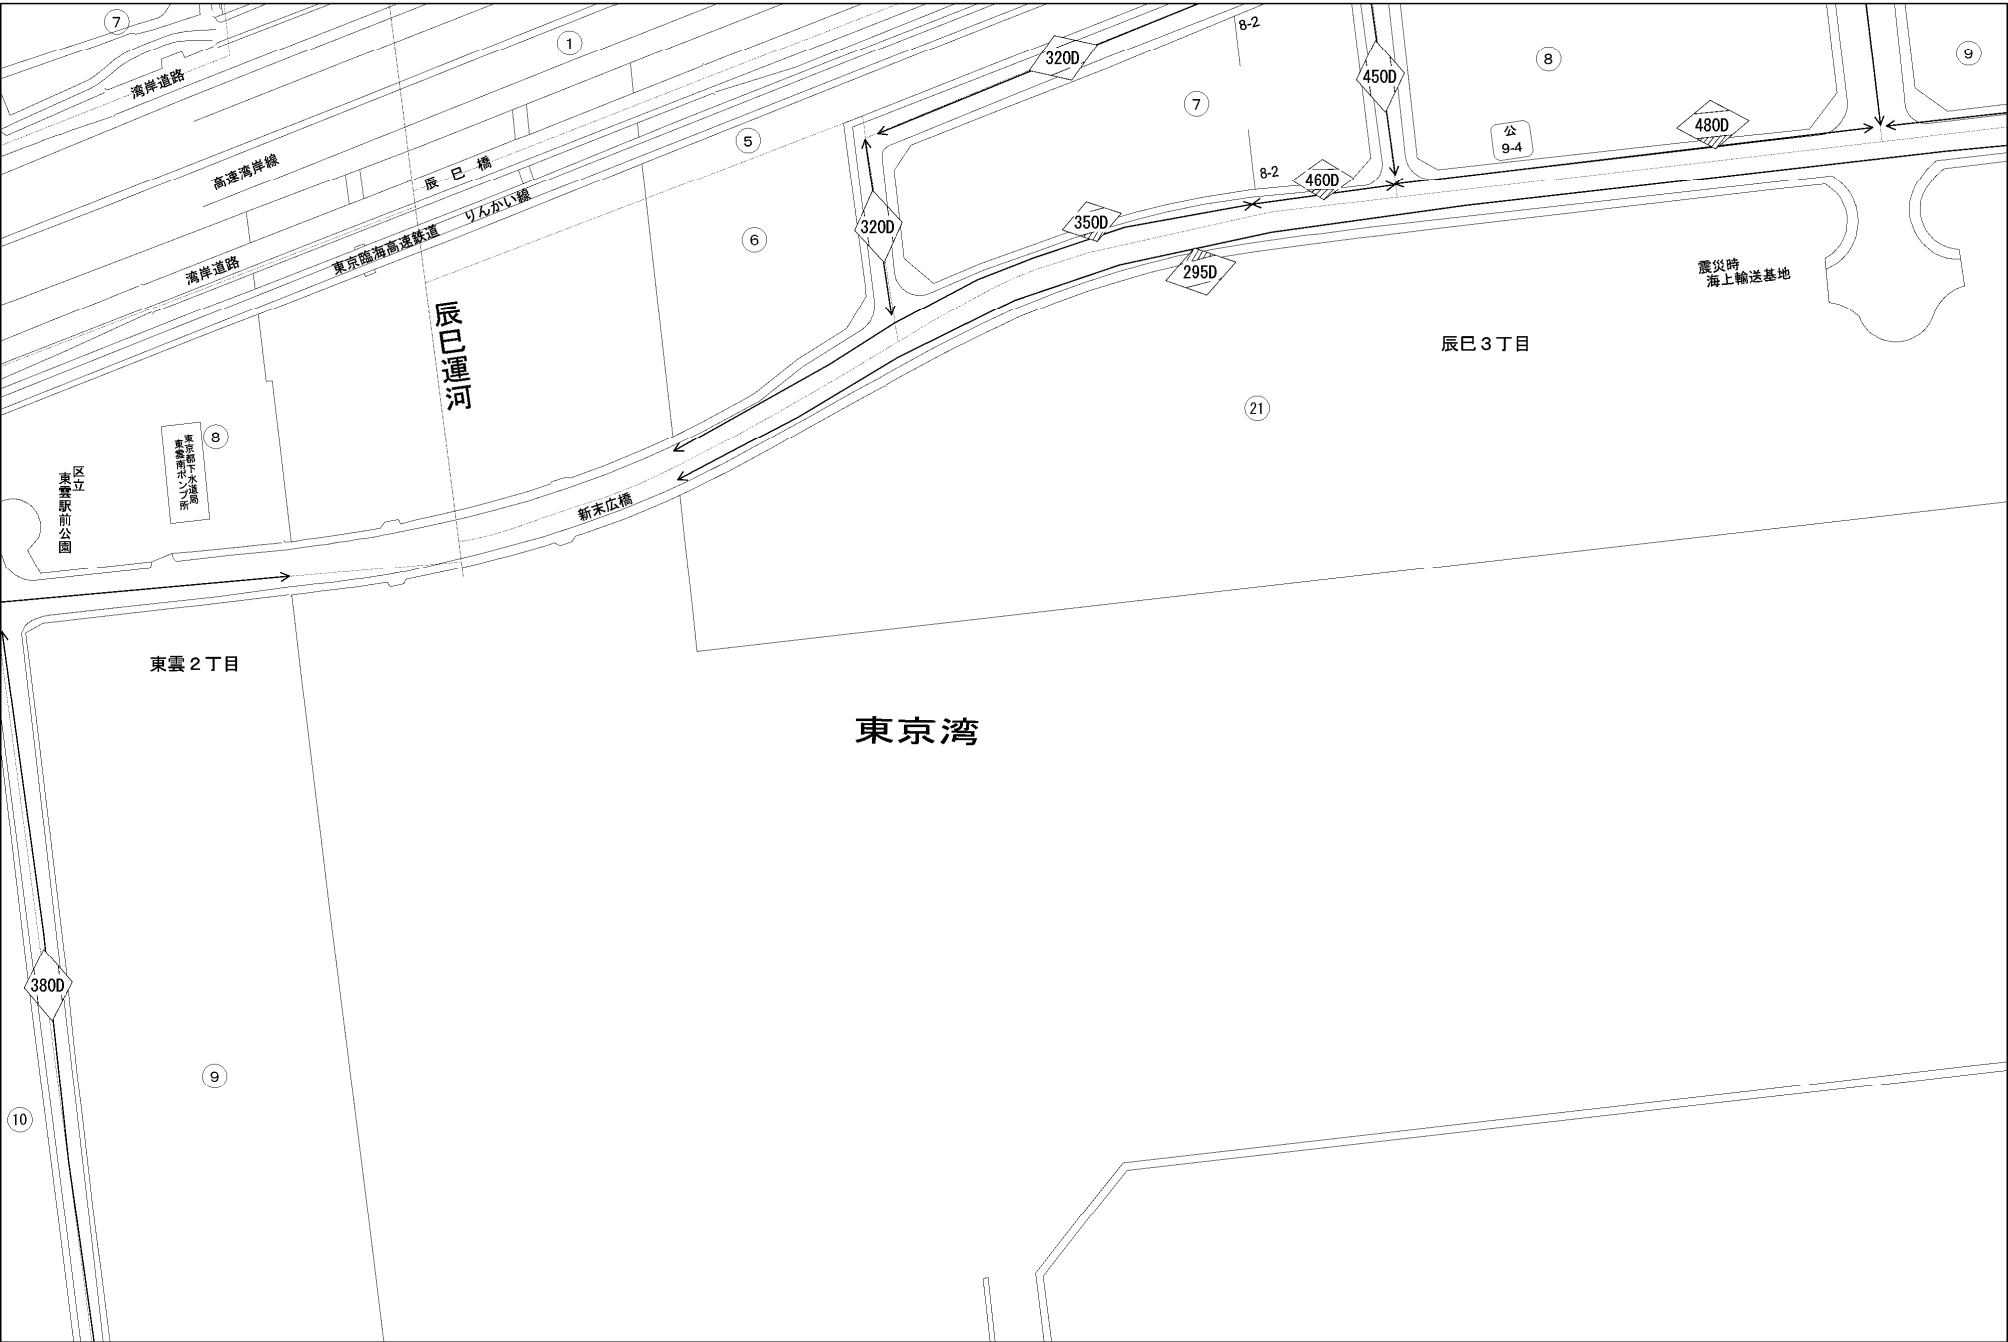 7
1
湾岸道路
320D
8-2
450D
8
9
7
480D
公
9-4
5
高速湾岸線
辰巳橋
8-2
460D
りんかい線
東京臨海高速鉄道
350D
320D
6
湾岸道路
295D
震災時
海上輸送基地
辰巳運河
辰巳3丁目
21
8
東京都下水道局
東雲南ポンプ所
区立
東雲駅前公園
新末広橋
東雲2丁目
東京湾
380D
9
10